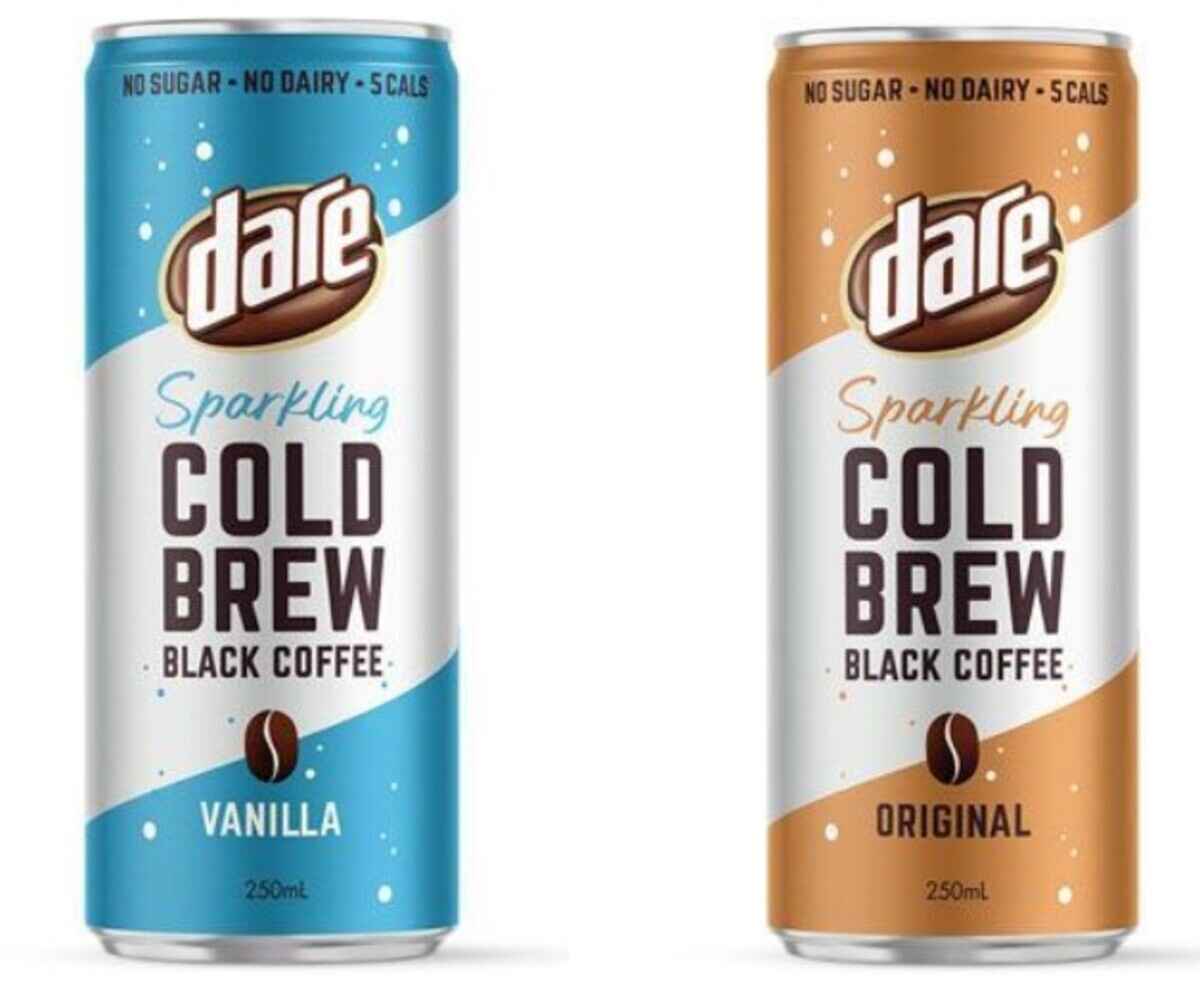 NO SUGAR - NO DAIRY - 5 CALS
dare
Sparkling
COLD
BREW
BLACK COFFEE
VANILLA
250mL
NO SUGAR - NO DAIRY - 5 CALS
dare
Sparkling
COLD
BREW
BLACK COFFEE
ORIGINAL
250mL